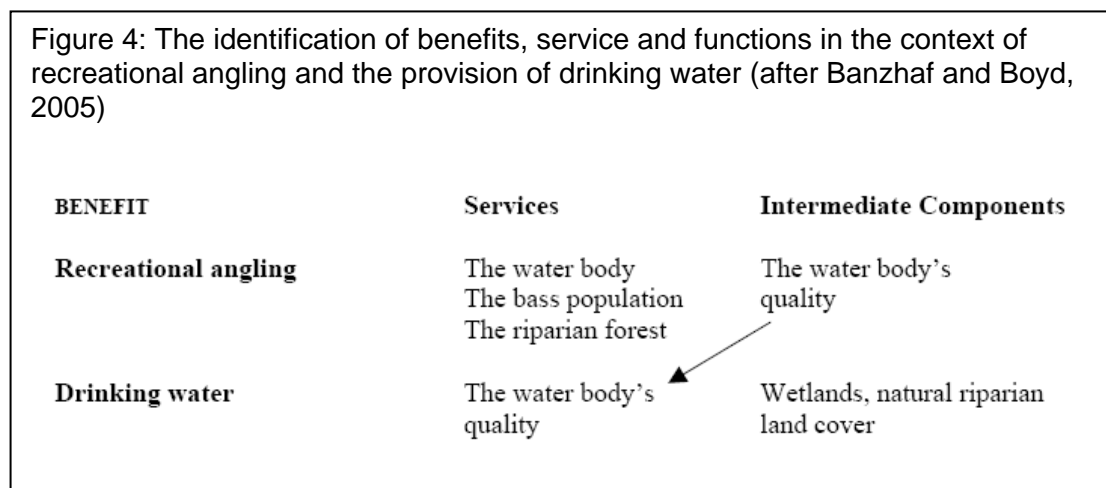 Figure 4: The identification of benefits, service and functions in the context of
recreational angling and the provision of drinking water (after Banzhaf and Boyd,
2005)
BENEFIT Services Intermediate Components
Recreational angling The water body The water body’s
The bass population quality
The riparian forest
Drinking water The water body’s Wetlands, natural riparian
quality land cover